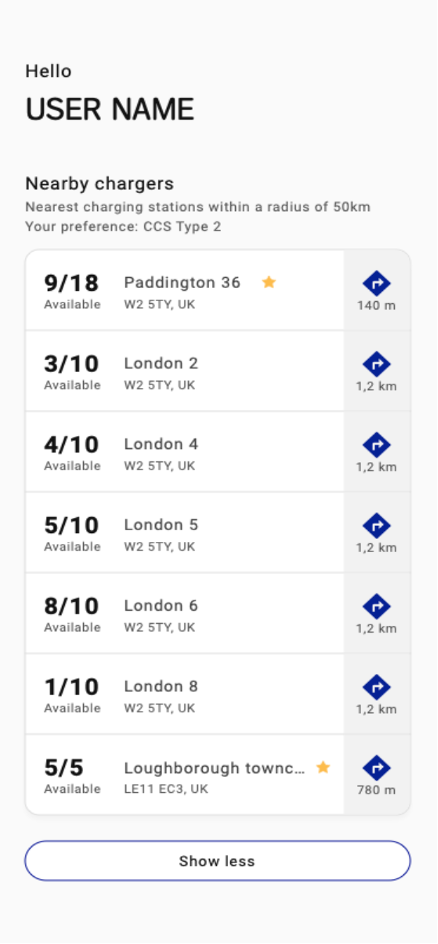 Hello
USER NAME
Nearby chargers
Nearest charging stations within a radius of 50km
Your preference: CCS Type 2
9/18 Paddington 36
Available W2 5TY, UK 140 m
3/10 London 2
Available W2 5TY, UK 1,2 km
4/10 London 4
Available W2 5TY, UK 1,2 km
5/10 London 5
Available W2 5TY, UK 1,2 km
8/10 London 6
Available W2 5TY, UK 1,2 km
1/10 London 8
Available W2 5TY, UK 1,2 km
5/5 Loughborough townc...
Available LE11 EC3, UK 780 m
Show less